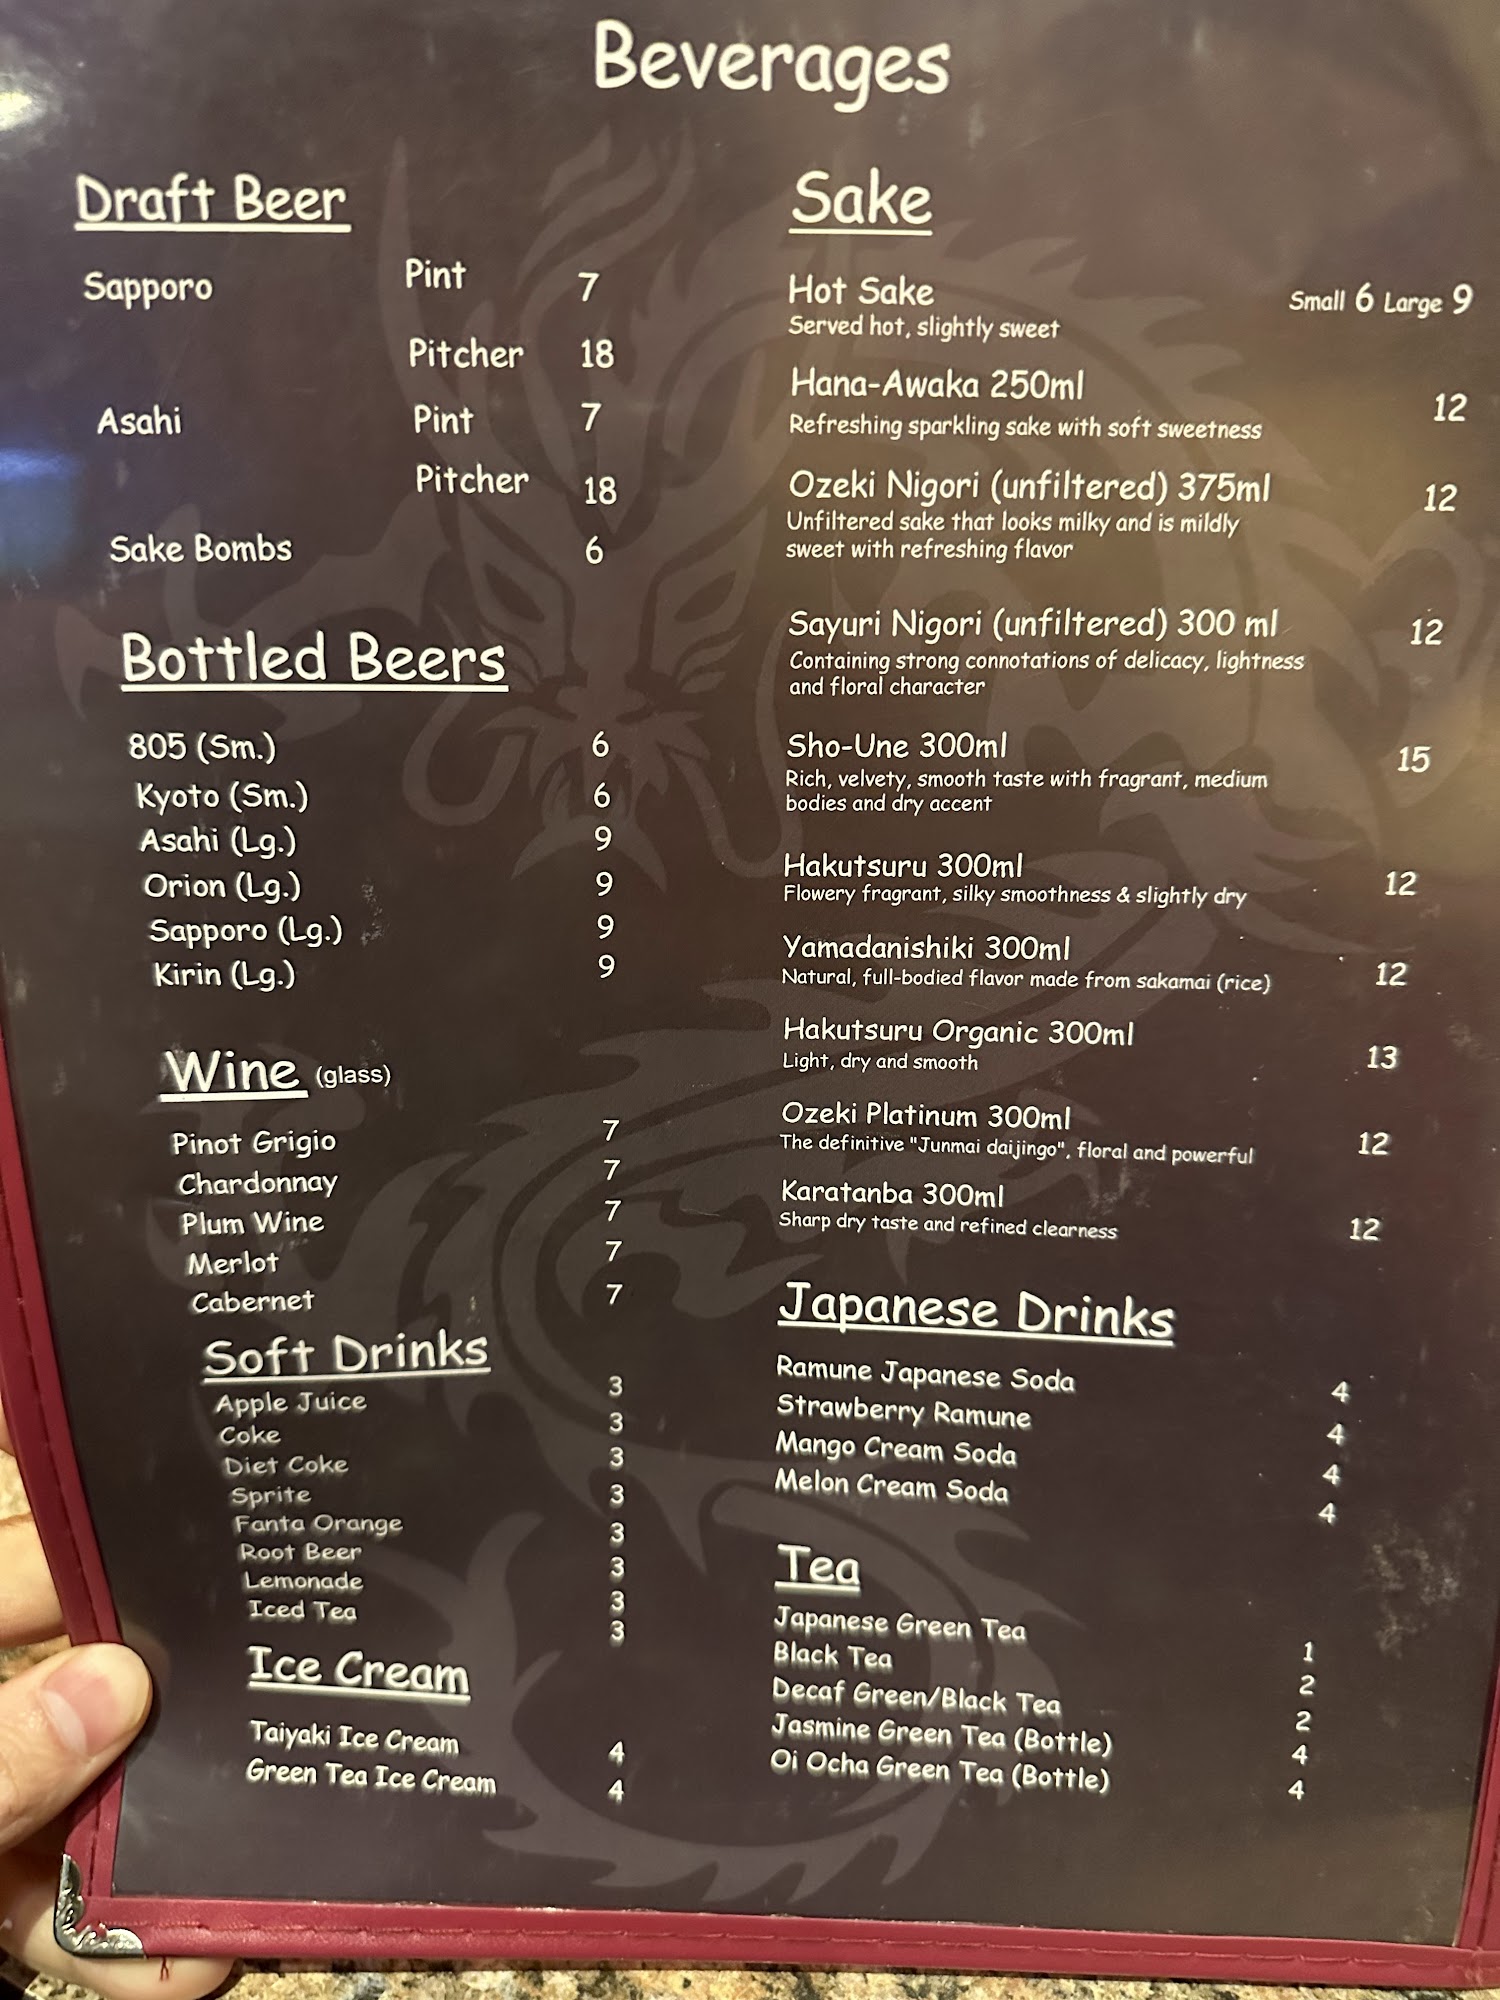 Beverages
Draft Beer
Sapporo Pint 7
Pitcher 18
Asahi Pint 7
Pitcher 18
Sake Bombs 6
Bottled Beers
805 (Sm.) 6
Kyoto (Sm.) 6
Asahi (Lg.) 9
Orion (Lg.) 9
Sapporo (Lg.) 9
Kirin (Lg.) 9
Wine (glass)
Pinot Grigio 7
Chardonnay 7
Plum Wine 7
Merlot 7
Cabernet 7
Soft Drinks
Apple Juice 3
Coke 3
Diet Coke 3
Sprite 3
Fanta Orange 3
Root Beer 3
Lemonade 3
Iced Tea 3
Ice Cream
Taiyaki Ice Cream 4
Green Tea Ice Cream 4
Sake
Hot Sake Small 6 Large 9
Served hot, slightly sweet
Hana-Awaka 250ml 12
Refreshing sparkling sake with soft sweetness
Ozeki Nigori (unfiltered) 375ml 12
Unfiltered sake that looks milky and is mildly
sweet with refreshing flavor
Sayuri Nigori (unfiltered) 300 ml 12
Containing strong connotations of delicacy, lightness
and floral character
Sho-Une 300ml 15
Rich, velvety, smooth taste with fragrant, medium
bodies and dry accent
Hakutsuru 300ml 12
Flowery fragrant, silky smoothness & slightly dry
Yamadanishiki 300ml 12
Natural, full-bodied flavor made from sakamai (rice)
Hakutsuru Organic 300ml 13
Light, dry and smooth
Ozeki Platinum 300ml 12
The definitive "Junmai daijingo", floral and powerful
Karatanba 300ml 12
Sharp dry taste and refined clearness
Japanese Drinks
Ramune Japanese Soda 4
Strawberry Ramune 4
Mango Cream Soda 4
Melon Cream Soda 4
Tea
Japanese Green Tea 1
Black Tea 2
Decaf Green/Black Tea 2
Jasmine Green Tea (Bottle) 4
Oi Ocha Green Tea (Bottle) 4